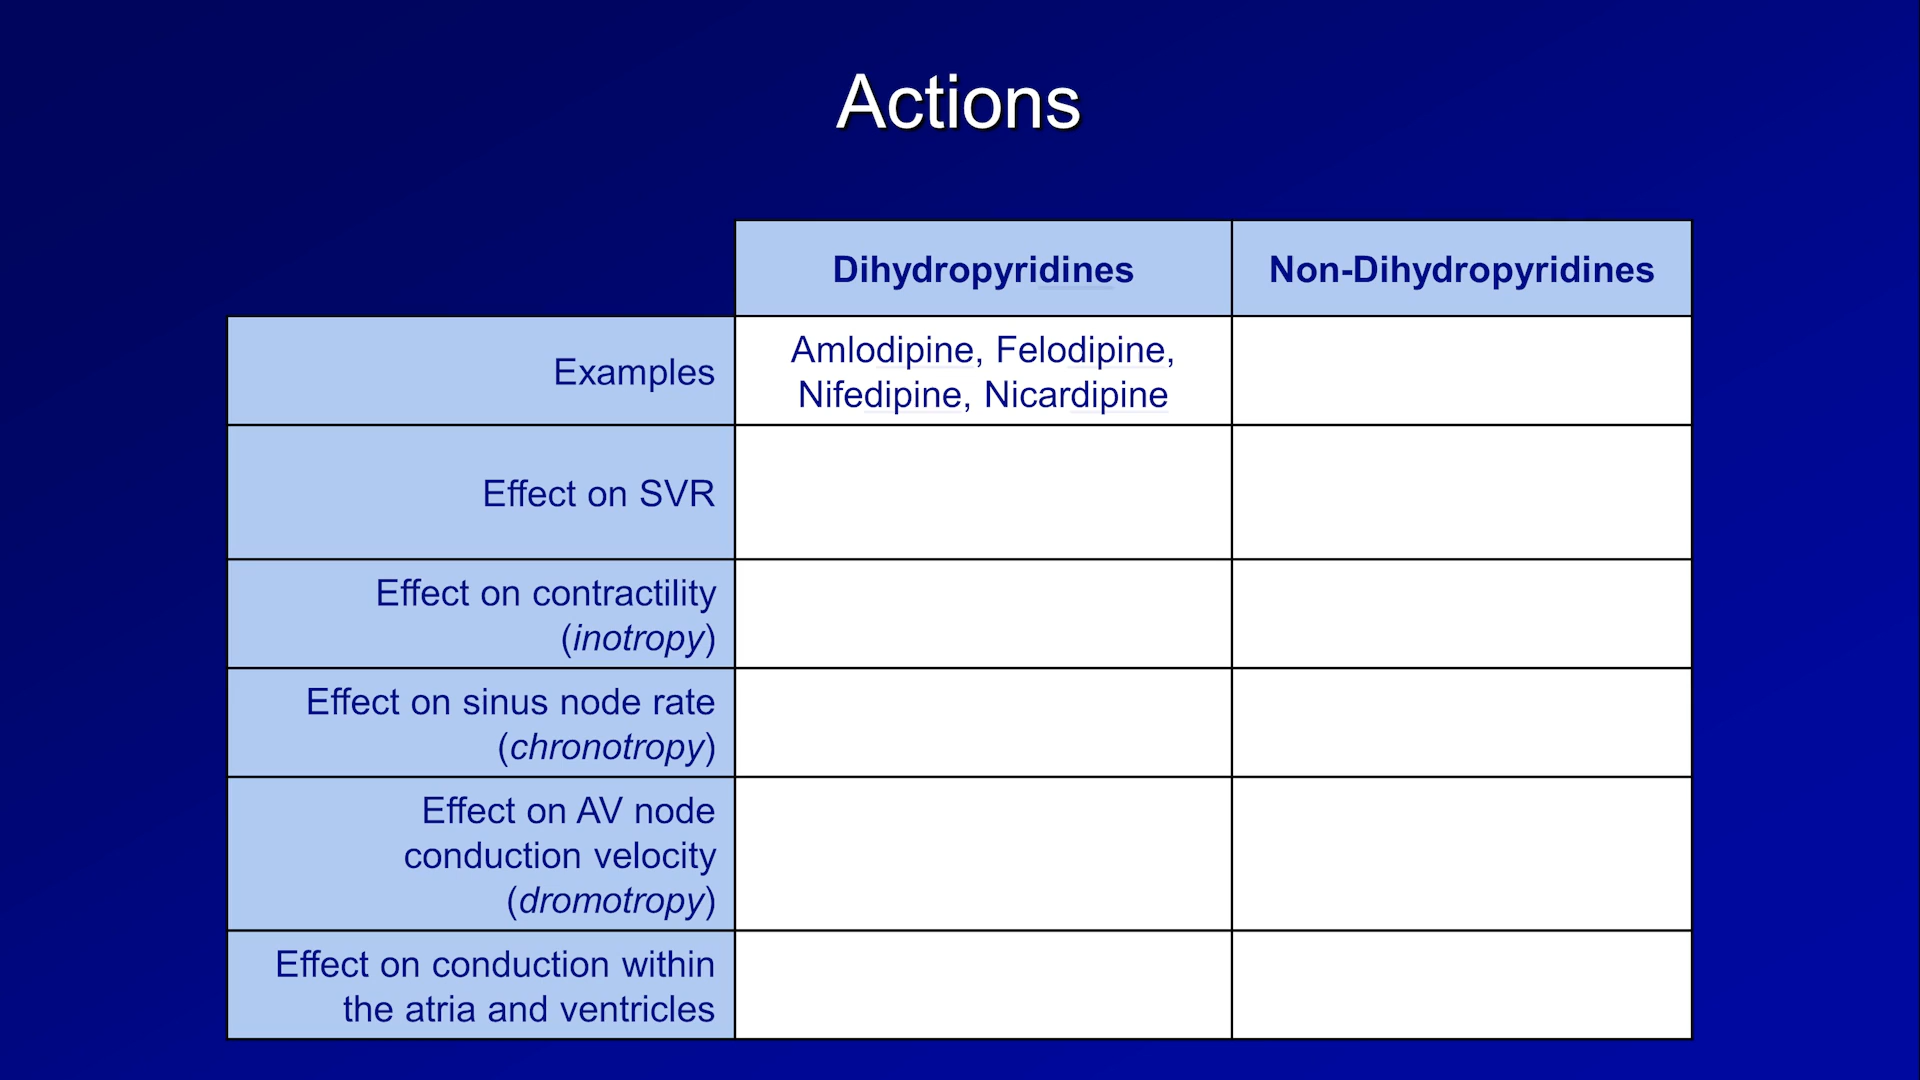 Actions
Dihydropyridines
Non-Dihydropyridines
Examples
Amlodipine, Felodipine,
Nifedipine, Nicardipine
Effect on SVR
Effect on contractility
(inotropy)
Effect on sinus node rate
(chronotropy)
Effect on AV node
conduction velocity
(dromotropy)
Effect on conduction within
the atria and ventricles